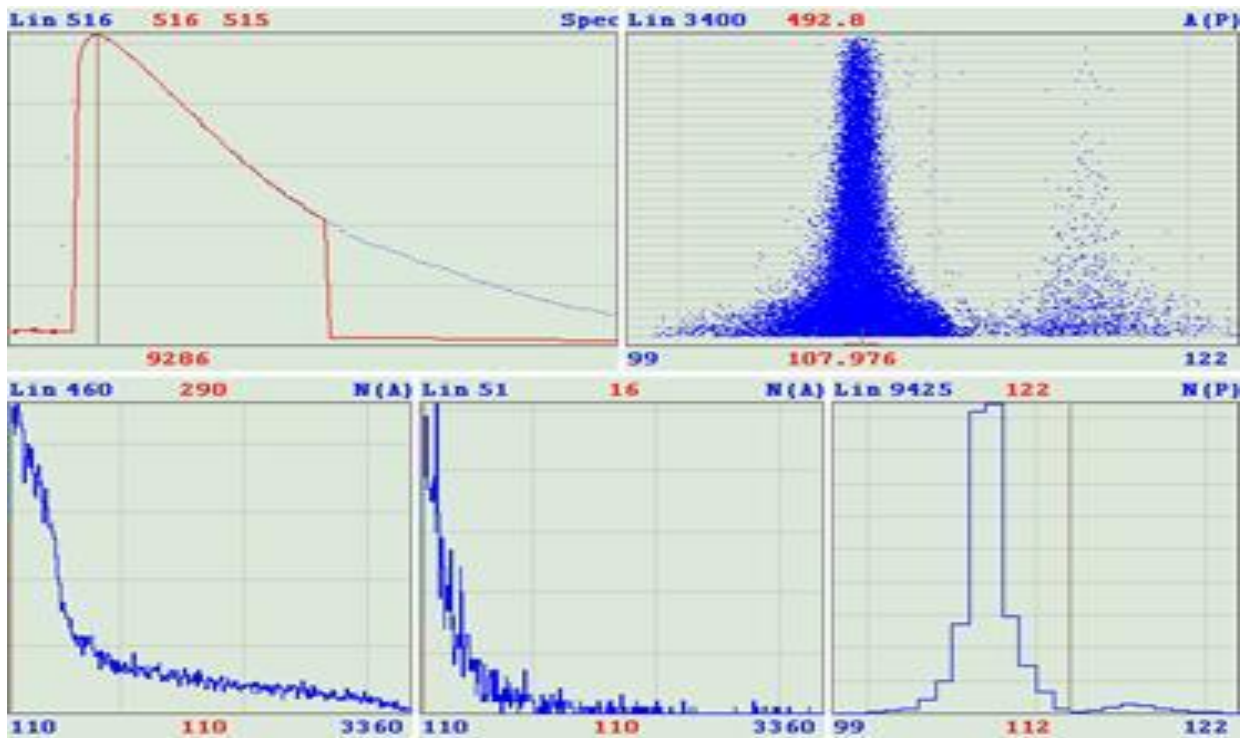 Lin 516 516 515 Spec
Lin 3400 492.8 A(P)
9286
99 107.976 122
Lin 460 290 N(A)
Lin 51 16 N(A)
Lin 9425 122 N(P)
110 110 3360
110 110 3360
99 112 122